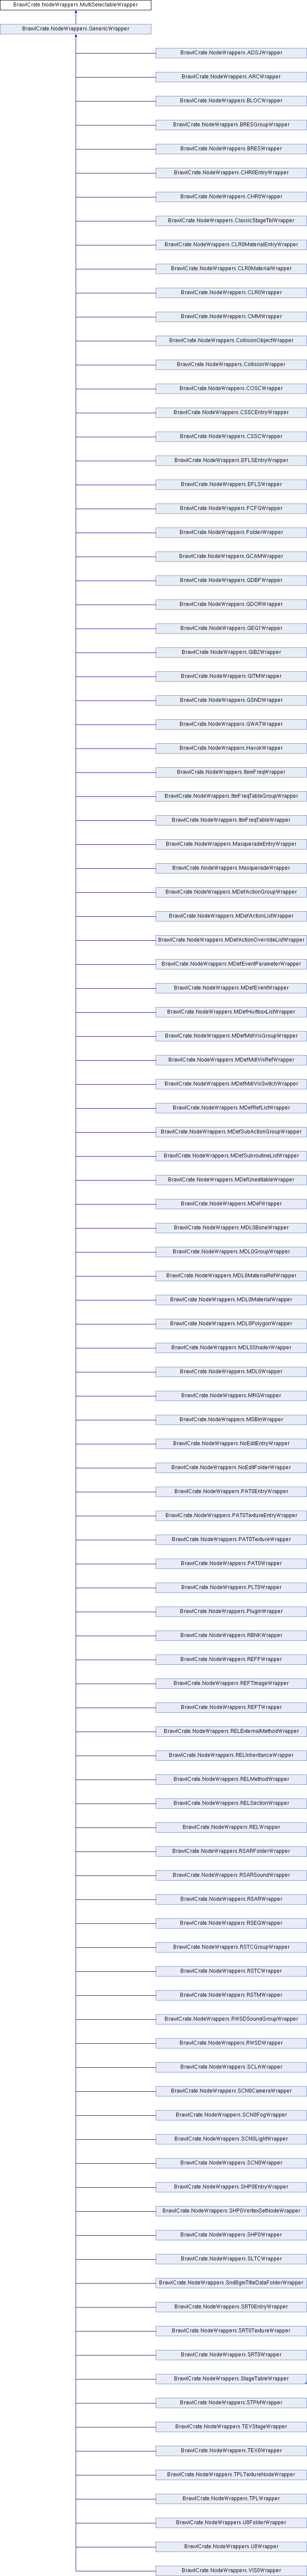 BrawlCrate.NodeWrappers.MultiSelectableWrapper
BrawlCrate.NodeWrappers.GenericWrapper
BrawlCrate.NodeWrappers.ADSJWrapper
BrawlCrate.NodeWrappers.ARCWrapper
BrawlCrate.NodeWrappers.BLOCWrapper
BrawlCrate.NodeWrappers.BRESGroupWrapper
BrawlCrate.NodeWrappers.BRESWrapper
BrawlCrate.NodeWrappers.CHR0EntryWrapper
BrawlCrate.NodeWrappers.CHR0Wrapper
BrawlCrate.NodeWrappers.ClassicStageTblWrapper
BrawlCrate.NodeWrappers.CLR0MaterialEntryWrapper
BrawlCrate.NodeWrappers.CLR0MaterialWrapper
BrawlCrate.NodeWrappers.CLR0Wrapper
BrawlCrate.NodeWrappers.CMMWrapper
BrawlCrate.NodeWrappers.CollisionObjectWrapper
BrawlCrate.NodeWrappers.CollisionWrapper
BrawlCrate.NodeWrappers.COSCWrapper
BrawlCrate.NodeWrappers.CSSCEntryWrapper
BrawlCrate.NodeWrappers.CSSCWrapper
BrawlCrate.NodeWrappers.EFLSEntryWrapper
BrawlCrate.NodeWrappers.EFLSWrapper
BrawlCrate.NodeWrappers.FCFGWrapper
BrawlCrate.NodeWrappers.FolderWrapper
BrawlCrate.NodeWrappers.GCAMWrapper
BrawlCrate.NodeWrappers.GDBFWrapper
BrawlCrate.NodeWrappers.GDORWrapper
BrawlCrate.NodeWrappers.GEG1Wrapper
BrawlCrate.NodeWrappers.GIB2Wrapper
BrawlCrate.NodeWrappers.GITMWrapper
BrawlCrate.NodeWrappers.GSNDWrapper
BrawlCrate.NodeWrappers.GWATWrapper
BrawlCrate.NodeWrappers.HavokWrapper
BrawlCrate.NodeWrappers.ItemFreqWrapper
BrawlCrate.NodeWrappers.ItmFreqTableGroupWrapper
BrawlCrate.NodeWrappers.ItmFreqTableWrapper
BrawlCrate.NodeWrappers.MasqueradeEntryWrapper
BrawlCrate.NodeWrappers.MasqueradeWrapper
BrawlCrate.NodeWrappers.MDefActionGroupWrapper
BrawlCrate.NodeWrappers.MDefActionListWrapper
BrawlCrate.NodeWrappers.MDefActionOverrideListWrapper
BrawlCrate.NodeWrappers.MDefEventParameterWrapper
BrawlCrate.NodeWrappers.MDefEventWrapper
BrawlCrate.NodeWrappers.MDefHurtboxListWrapper
BrawlCrate.NodeWrappers.MDefMdlVisGroupWrapper
BrawlCrate.NodeWrappers.MDefMdlVisRefWrapper
BrawlCrate.NodeWrappers.MDefMdlVisSwitchWrapper
BrawlCrate.NodeWrappers.MDefRefListWrapper
BrawlCrate.NodeWrappers.MDefSubActionGroupWrapper
BrawlCrate.NodeWrappers.MDefSubroutineListWrapper
BrawlCrate.NodeWrappers.MDefUneditableWrapper
BrawlCrate.NodeWrappers.MDefWrapper
BrawlCrate.NodeWrappers.MDL0BoneWrapper
BrawlCrate.NodeWrappers.MDL0GroupWrapper
BrawlCrate.NodeWrappers.MDL0MaterialRefWrapper
BrawlCrate.NodeWrappers.MDL0MaterialWrapper
BrawlCrate.NodeWrappers.MDL0PolygonWrapper
BrawlCrate.NodeWrappers.MDL0ShaderWrapper
BrawlCrate.NodeWrappers.MDL0Wrapper
BrawlCrate.NodeWrappers.MRGWrapper
BrawlCrate.NodeWrappers.MSBinWrapper
BrawlCrate.NodeWrappers.NoEditEntryWrapper
BrawlCrate.NodeWrappers.NoEditFolderWrapper
BrawlCrate.NodeWrappers.PAT0EntryWrapper
BrawlCrate.NodeWrappers.PAT0TextureEntryWrapper
BrawlCrate.NodeWrappers.PAT0TextureWrapper
BrawlCrate.NodeWrappers.PAT0Wrapper
BrawlCrate.NodeWrappers.PLT0Wrapper
BrawlCrate.NodeWrappers.PluginWrapper
BrawlCrate.NodeWrappers.RBNKWrapper
BrawlCrate.NodeWrappers.REFFWrapper
BrawlCrate.NodeWrappers.REFTImageWrapper
BrawlCrate.NodeWrappers.REFTWrapper
BrawlCrate.NodeWrappers.RELExternalMethodWrapper
BrawlCrate.NodeWrappers.RELInheritanceWrapper
BrawlCrate.NodeWrappers.RELMethodWrapper
BrawlCrate.NodeWrappers.RELSectionWrapper
BrawlCrate.NodeWrappers.RELWrapper
BrawlCrate.NodeWrappers.RSARFolderWrapper
BrawlCrate.NodeWrappers.RSARSoundWrapper
BrawlCrate.NodeWrappers.RSARWrapper
BrawlCrate.NodeWrappers.RSEQWrapper
BrawlCrate.NodeWrappers.RSTCGroupWrapper
BrawlCrate.NodeWrappers.RSTCWrapper
BrawlCrate.NodeWrappers.RSTMWrapper
BrawlCrate.NodeWrappers.RWSDSoundGroupWrapper
BrawlCrate.NodeWrappers.RWSDWrapper
BrawlCrate.NodeWrappers.SCLAWrapper
BrawlCrate.NodeWrappers.SCN0CameraWrapper
BrawlCrate.NodeWrappers.SCN0FogWrapper
BrawlCrate.NodeWrappers.SCN0LightWrapper
BrawlCrate.NodeWrappers.SCN0Wrapper
BrawlCrate.NodeWrappers.SHP0EntryWrapper
BrawlCrate.NodeWrappers.SHP0VertexSetNodeWrapper
BrawlCrate.NodeWrappers.SHP0Wrapper
BrawlCrate.NodeWrappers.SLTCWrapper
BrawlCrate.NodeWrappers.SndBgmTitleDataFolderWrapper
BrawlCrate.NodeWrappers.SRT0EntryWrapper
BrawlCrate.NodeWrappers.SRT0TextureWrapper
BrawlCrate.NodeWrappers.SRT0Wrapper
BrawlCrate.NodeWrappers.StageTableWrapper
BrawlCrate.NodeWrappers.STPMWrapper
BrawlCrate.NodeWrappers.TEVStageWrapper
BrawlCrate.NodeWrappers.TEX0Wrapper
BrawlCrate.NodeWrappers.TPLTextureNodeWrapper
BrawlCrate.NodeWrappers.TPLWrapper
BrawlCrate.NodeWrappers.U8FolderWrapper
BrawlCrate.NodeWrappers.U8Wrapper
BrawlCrate.NodeWrappers.VIS0Wrapper